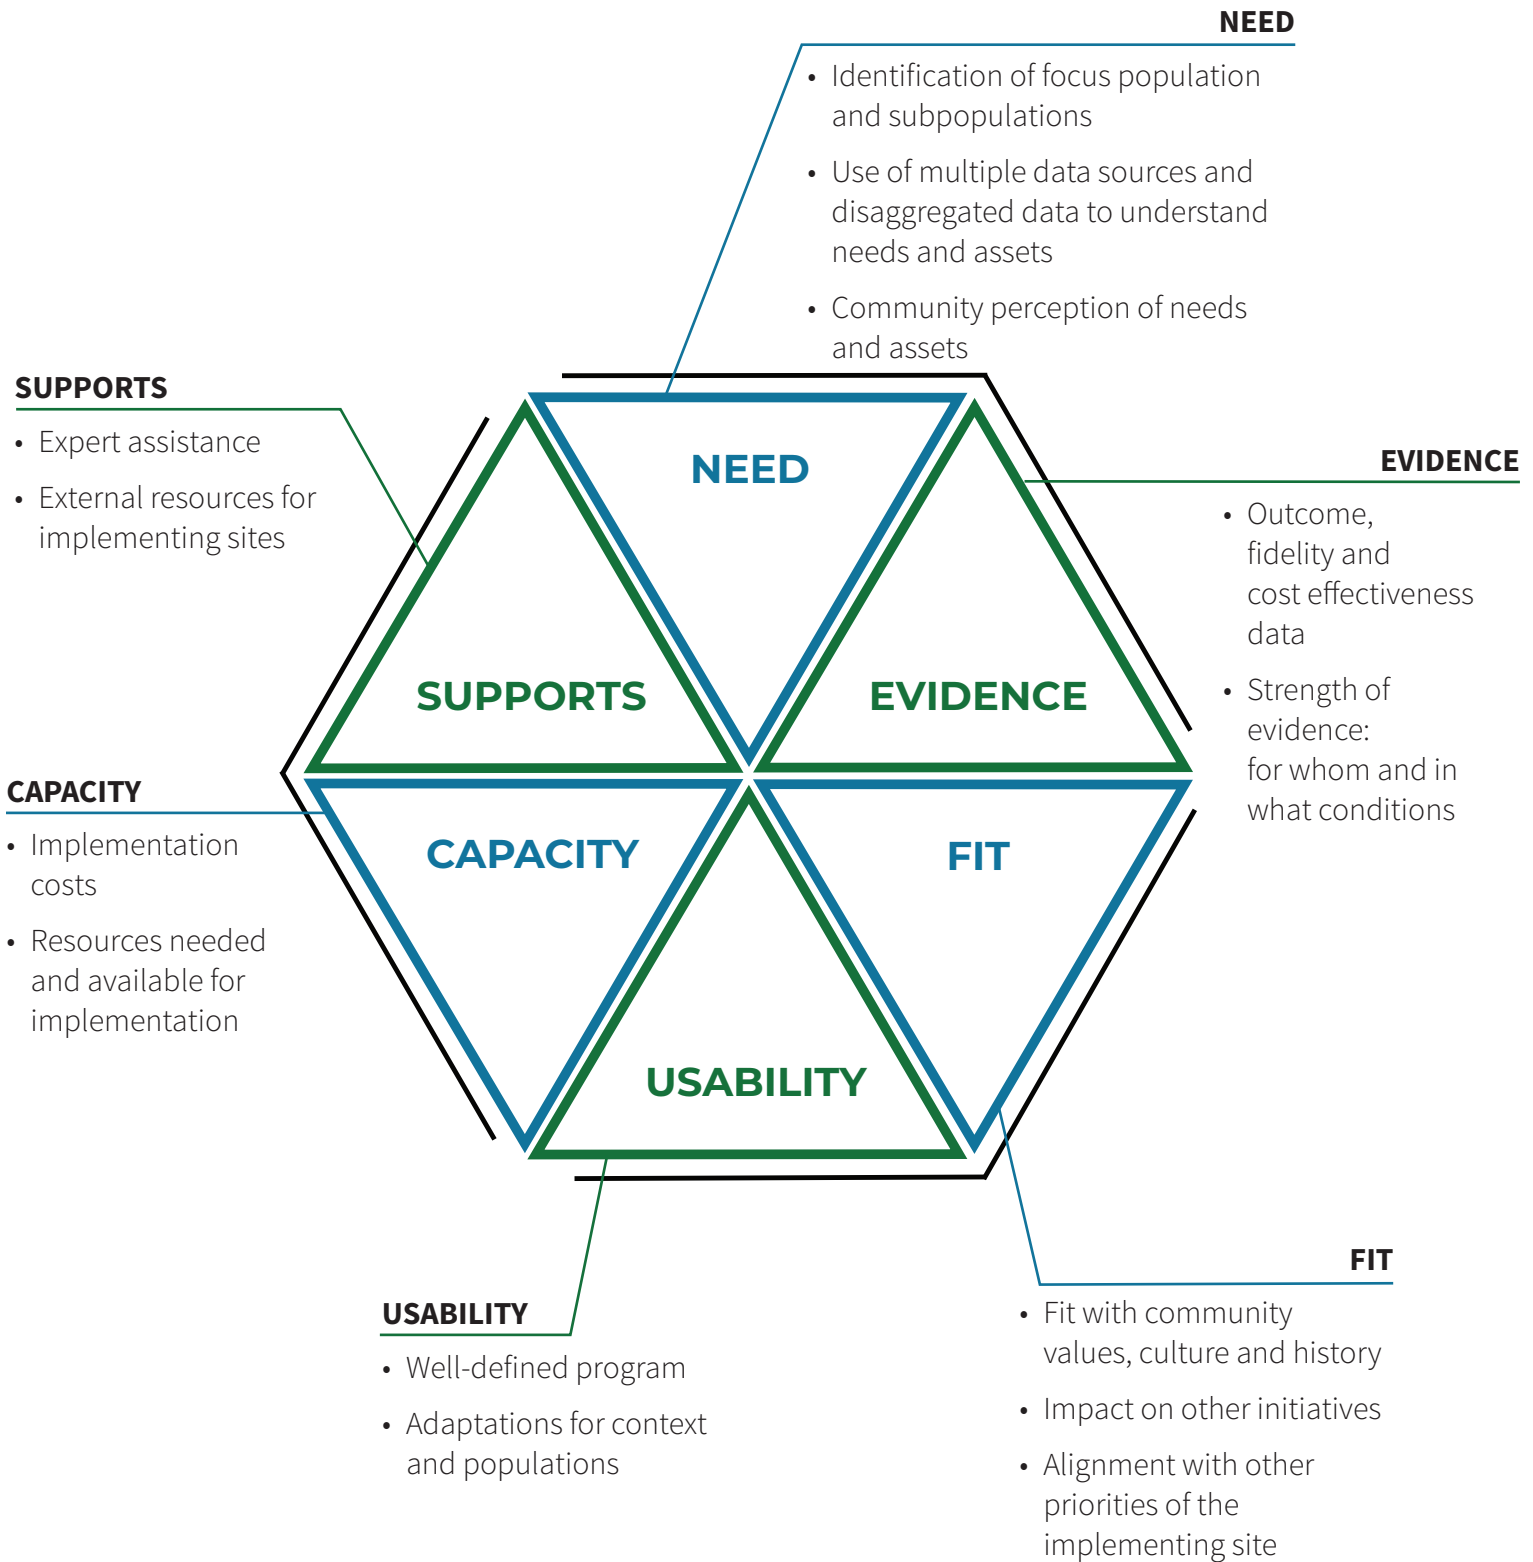 NEED
• Identification of focus population
and subpopulations
• Use of multiple data sources and
disaggregated data to understand
needs and assets
• Community perception of needs
and assets
SUPPORTS
• Expert assistance
• External resources for
implementing sites
EVIDENCE
• Outcome,
fidelity and
cost effectiveness
data
• Strength of
evidence:
for whom and in
what conditions
NEED
SUPPORTS
EVIDENCE
CAPACITY
• Implementation
costs
• Resources needed
and available for
implementation
CAPACITY
FIT
USABILITY
USABILITY
• Well-defined program
• Adaptations for context
and populations
FIT
• Fit with community
values, culture and history
• Impact on other initiatives
• Alignment with other
priorities of the
implementing site